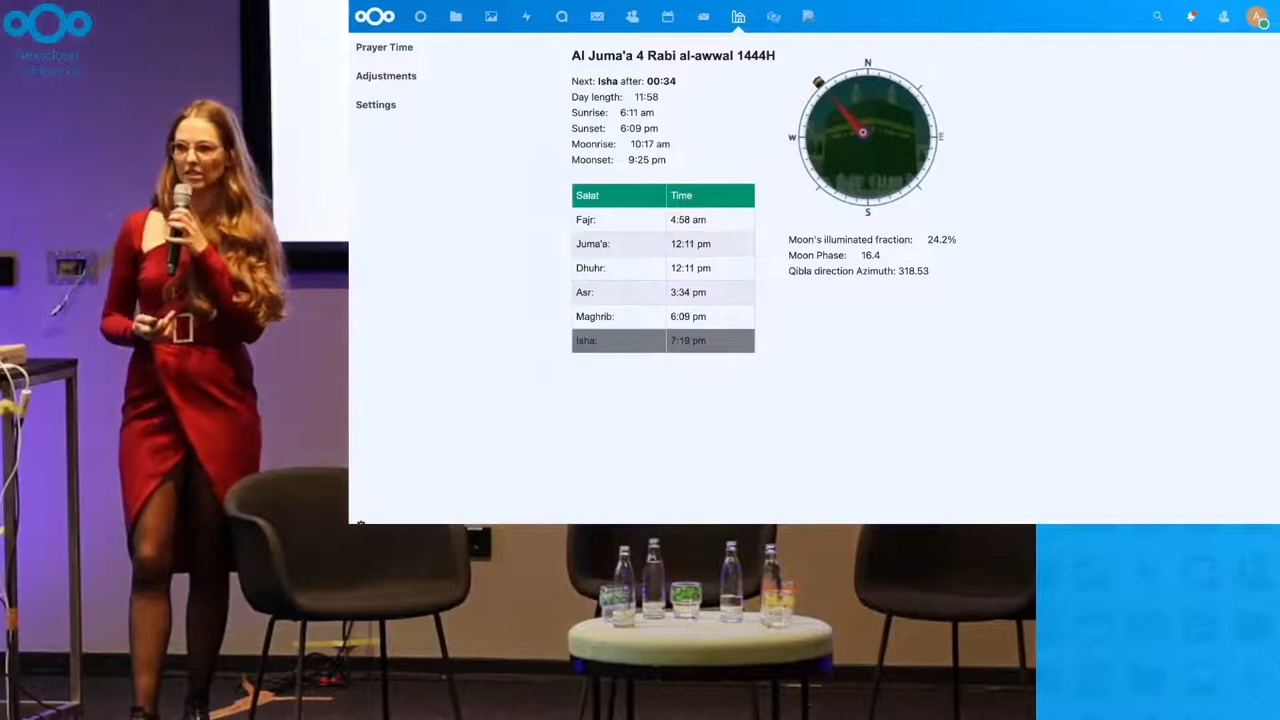 Nextcloud
Conference
Prayer Time
Adjustments
Settings
Al Juma'a 4 Rabi al-awwal 1444H
Next: Isha after: 00:34
Day length: 11:58
Sunrise: 6:11 am
Sunset: 6:09 pm
Moonrise: 10:17 am
Moonset: 9:25 pm
Salat Time
Fajr: 4:58 am
Juma'a: 12:11 pm
Dhuhr: 12:11 pm
Asr: 3:34 pm
Maghrib: 6:09 pm
Isha: 7:19 pm
N
W E
S
Moon's illuminated fraction: 24.2%
Moon Phase: 16.4
Qibla direction Azimuth: 318.53
A